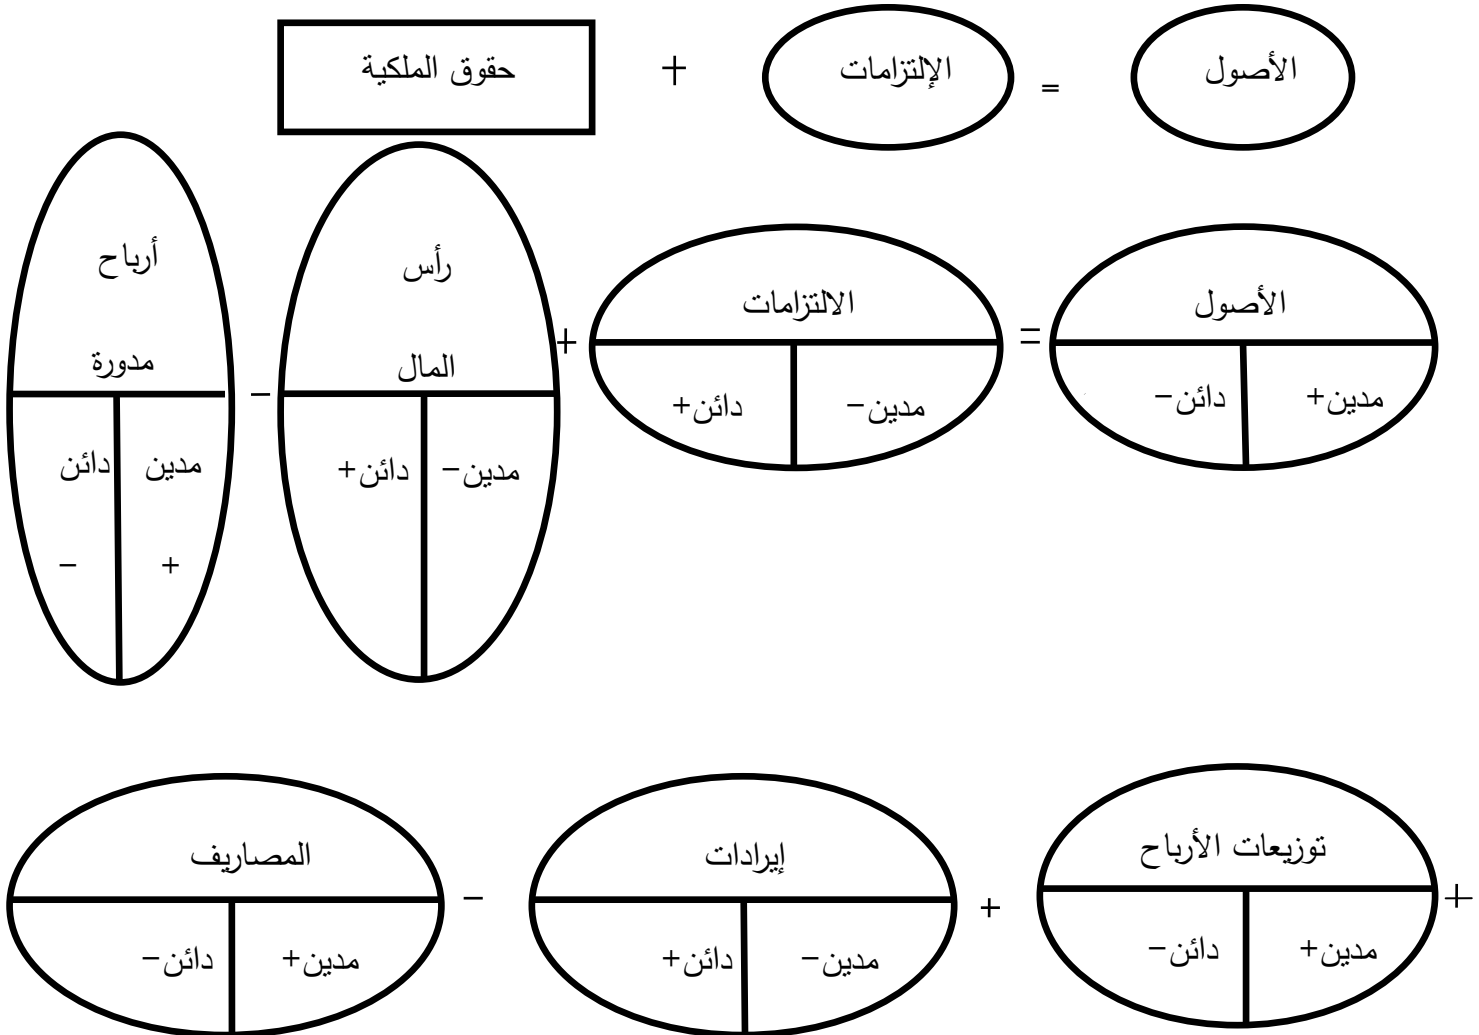 الأصول = الإلتزامات + حقوق الملكية
الأصول = الالتزامات + رأس المال - أرباح مدورة
مدين+ دائن-
مدين- دائن+
مدين- دائن+
مدين دائن
+ -
+ توزيعات الأرباح + إيرادات - المصاريف
مدين+ دائن-
مدين- دائن+
مدين+ دائن-